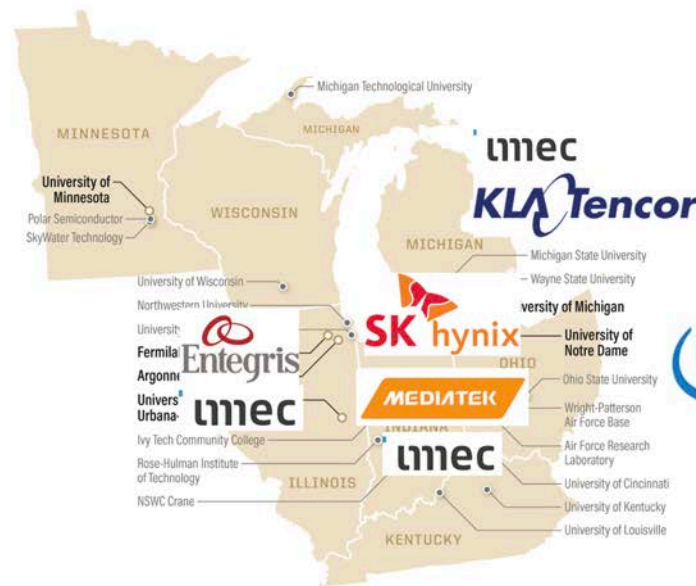 Michigan Technological University
MINNESOTA
MICHIGAN
imec
University of
Minnesota
KLA Tencor
Polar Semiconductor
SkyWater Technology
WISCONSIN
MICHIGAN
Michigan State University
University of Wisconsin
Wayne State University
Northwestern University
of Michigan
University
SK hynix
University of
Notre Dame
Entegris
OHIO
Ohio State University
MEDIATEK
Wright-Patterson
Air Force Base
imec
INDIANA
Ivy Tech Community College
Air Force Research
Laboratory
imec
Rose-Hulman Institute
of Technology
ILLINOIS
University of Cincinnati
NSWC Crane
University of Kentucky
University of Louisville
KENTUCKY